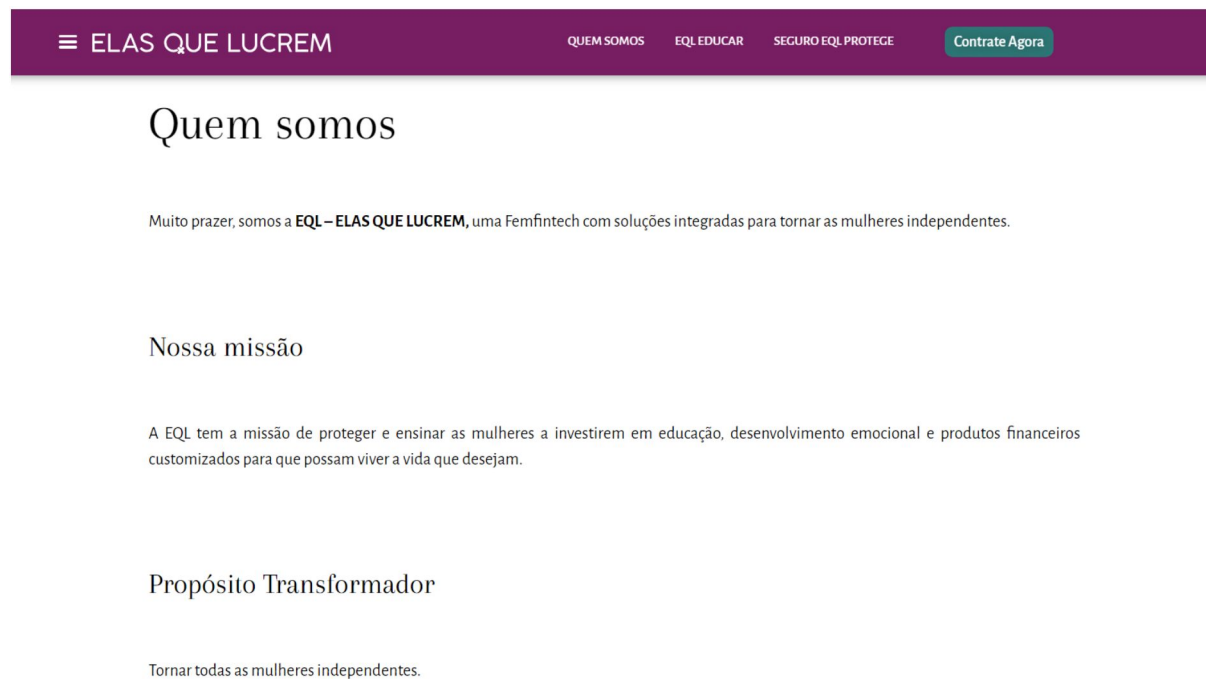 ELAS QUE LUCREM
QUEM SOMOS
EQL EDUCAR
SEGURO EQL PROTEGE
Contrate Agora
Quem somos
Muito prazer, somos a EQL – ELAS QUE LUCREM, uma Femfintech com soluções integradas para tornar as mulheres independentes.
Nossa missão
A EQL tem a missão de proteger e ensinar as mulheres a investirem em educação, desenvolvimento emocional e produtos financeiros
customizados para que possam viver a vida que desejam.
Propósito Transformador
Tornar todas as mulheres independentes.